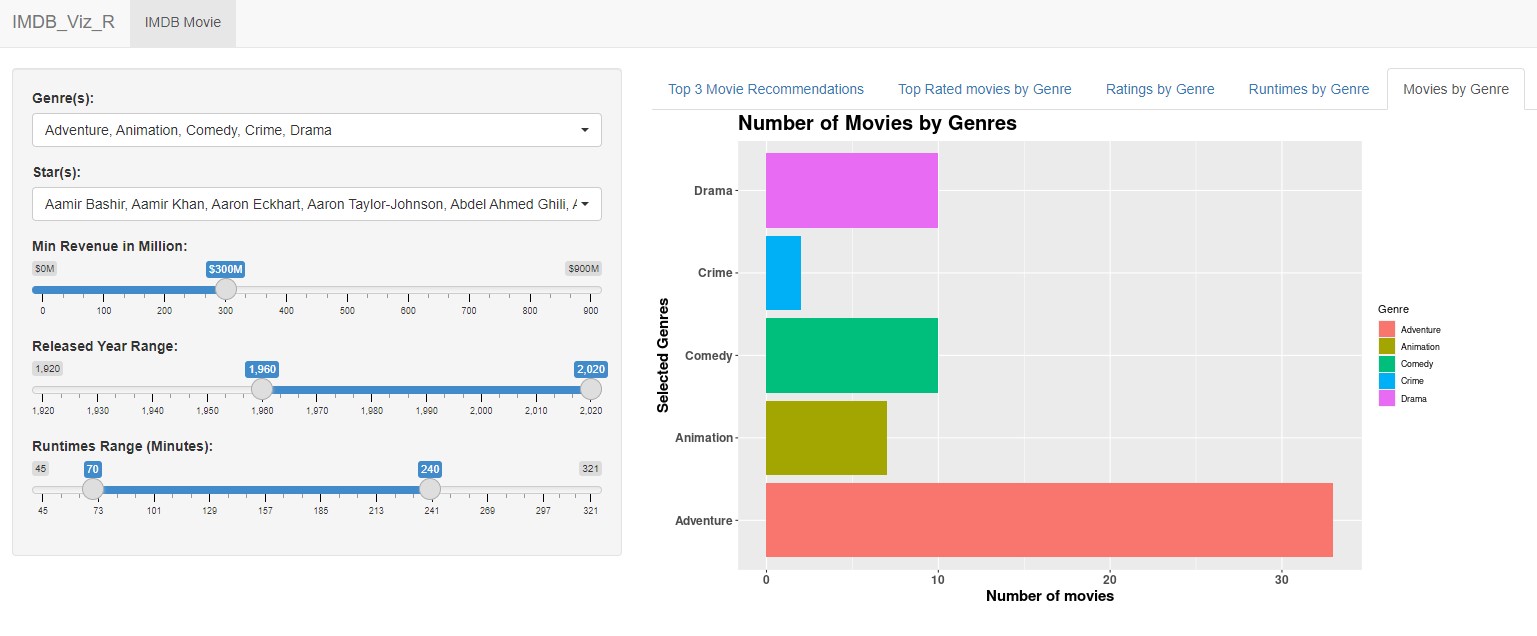 IMDB_Viz_R IMDB Movie
Genre(s):
Adventure, Animation, Comedy, Crime, Drama
Star(s):
Aamir Bashir, Aamir Khan, Aaron Eckhart, Aaron Taylor-Johnson, Abdel Ahmed Ghili, A
Min Revenue in Million:
$0M $300M $900M
0 100 200 300 400 500 600 700 800 900
Released Year Range:
1,920 1,960 2,020
1,920 1,930 1,940 1,950 1,960 1,970 1,980 1,990 2,000 2,010 2,020
Runtimes Range (Minutes):
45 70 240 321
45 73 101 129 157 185 213 241 269 297 321
Top 3 Movie Recommendations Top Rated movies by Genre Ratings by Genre Runtimes by Genre Movies by Genre
Number of Movies by Genres
Selected Genres
Drama
Crime
Comedy
Animation
Adventure
0 10 20 30
Number of movies
Genre
Adventure
Animation
Comedy
Crime
Drama